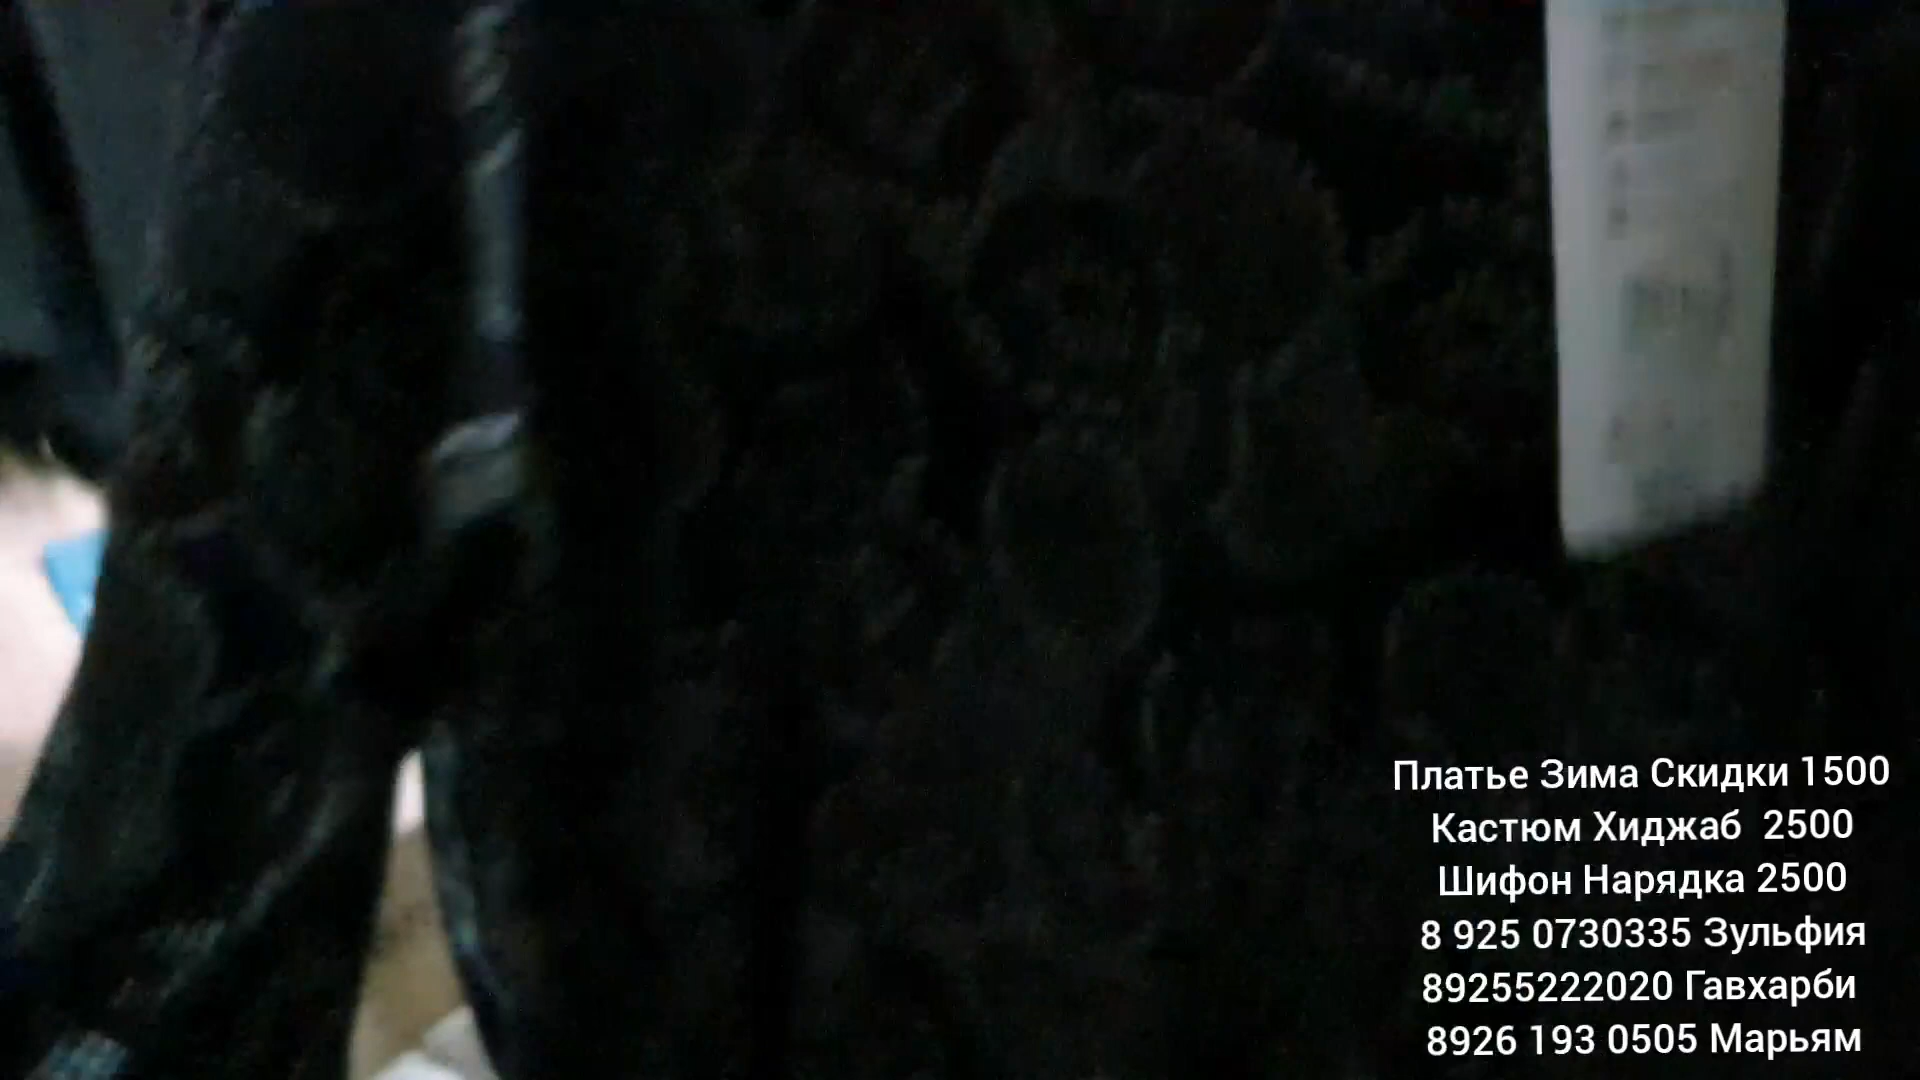 Платье Зима Скидки 1500
Кастюм Хиджаб 2500
Шифон Нарядка 2500
8 925 0730335 Зульфия
89255222020 Гавхарби
8926 193 0505 Марьям